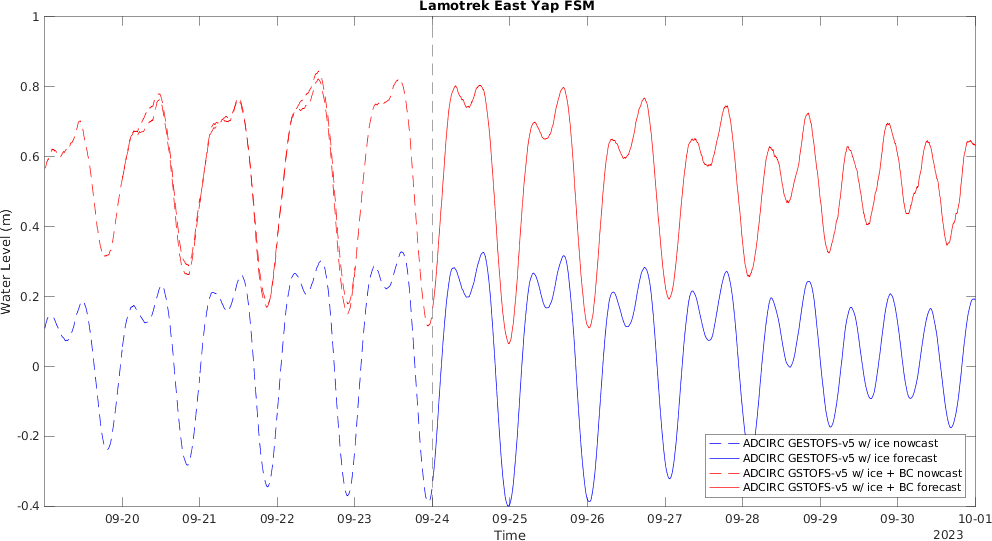 Lamotrek East Yap FSM
1
0.8
0.6
0.4
0.2
0
-0.2
-0.4
Water Level (m)
ADCIRC GESTOFS-v5 w/ ice nowcast
ADCIRC GESTOFS-v5 w/ ice forecast
ADCIRC GSTOFS-v5 w/ ice + BC nowcast
ADCIRC GSTOFS-v5 w/ ice + BC forecast
09-20 09-21 09-22 09-23 09-24 09-25 09-26 09-27 09-28 09-29 09-30 10-01
Time
2023